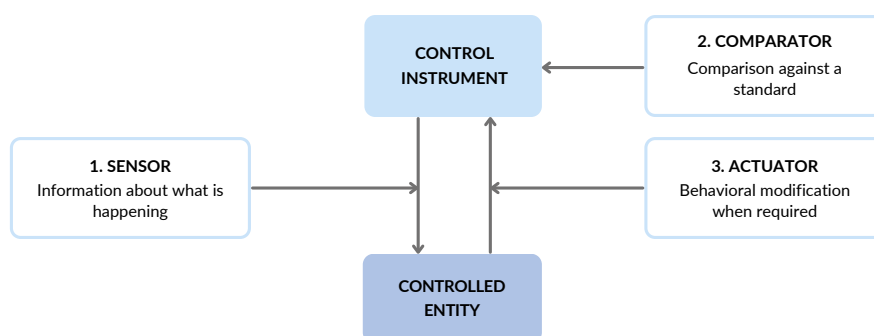 CONTROL
INSTRUMENT
2. COMPARATOR
Comparison against a
standard
1. SENSOR
Information about what is
happening
3. ACTUATOR
Behavioral modification
when required
CONTROLLED
ENTITY